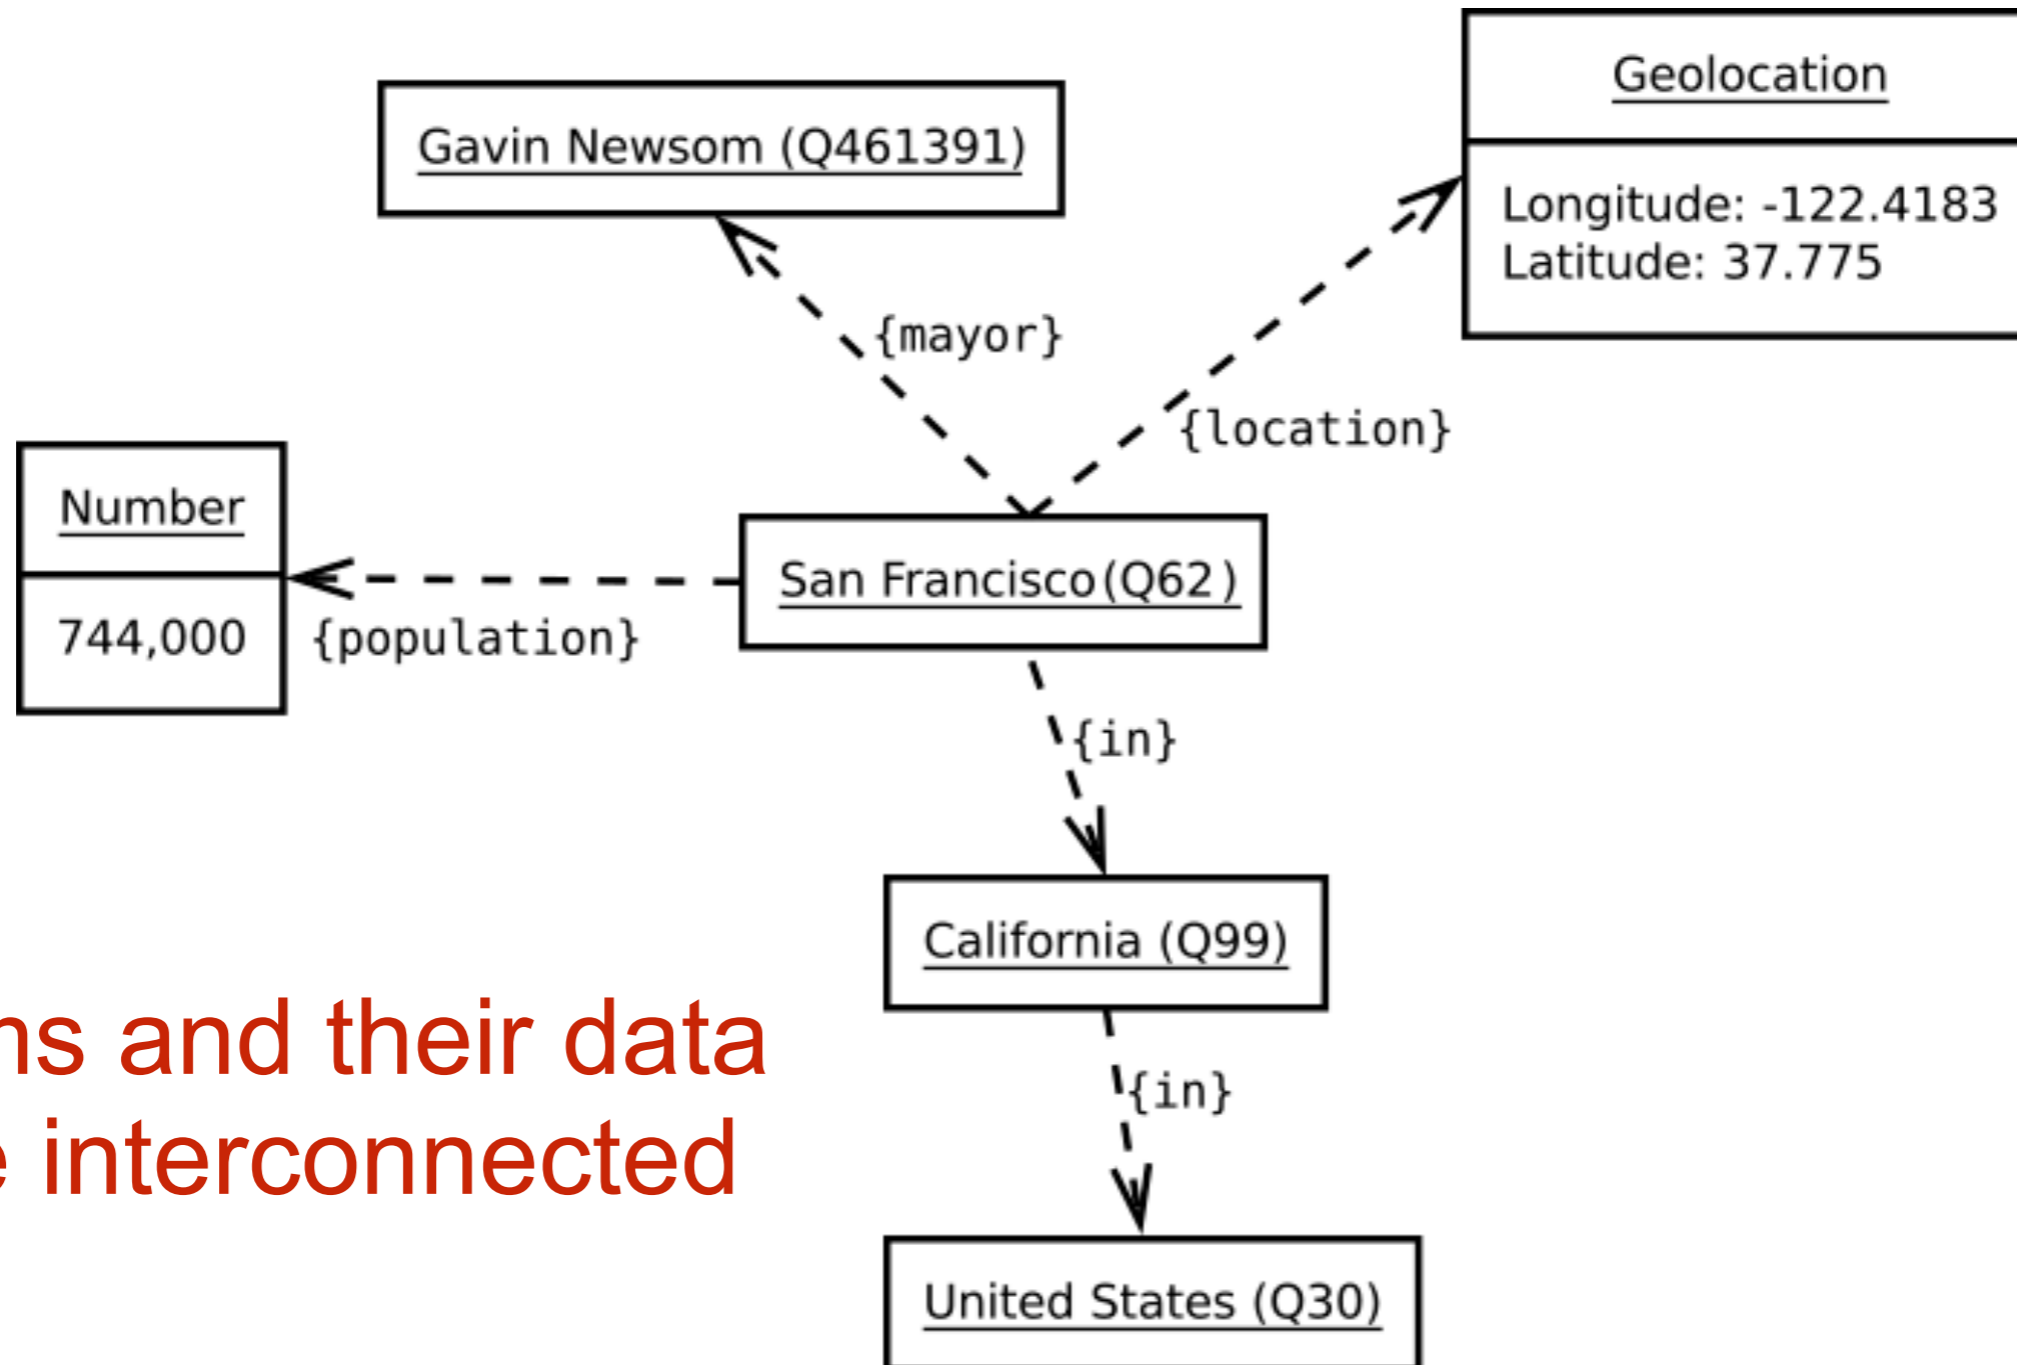 Geolocation
Gavin Newsom (Q461391)
Longitude: -122.4183
Latitude: 37.775
{mayor}
{location}
Number
San Francisco (Q62 )
744,000
{population}
{in}
California (Q99)
ns and their data
{in}
e interconnected
United States (Q30)